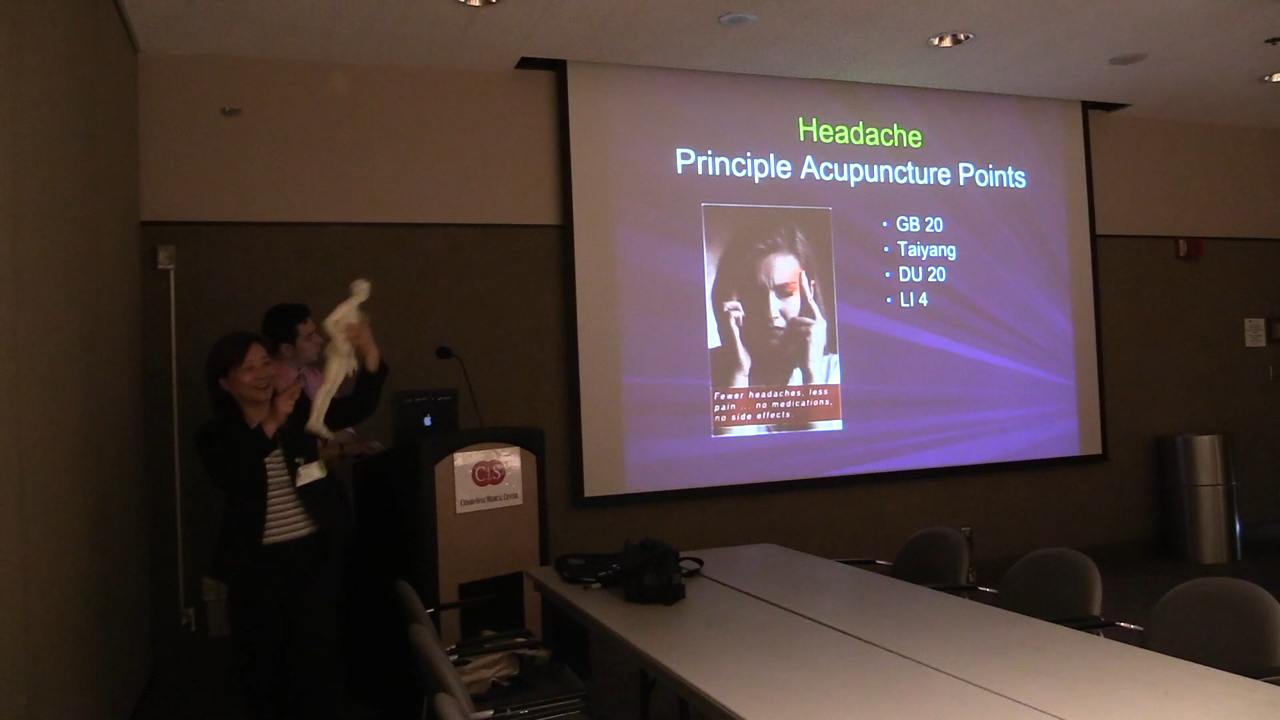 Headache
Principle Acupuncture Points
• GB 20
• Taiyang
• DU 20
• LI 4
Fewer headaches, less
pain ... no medications,
no side effects.